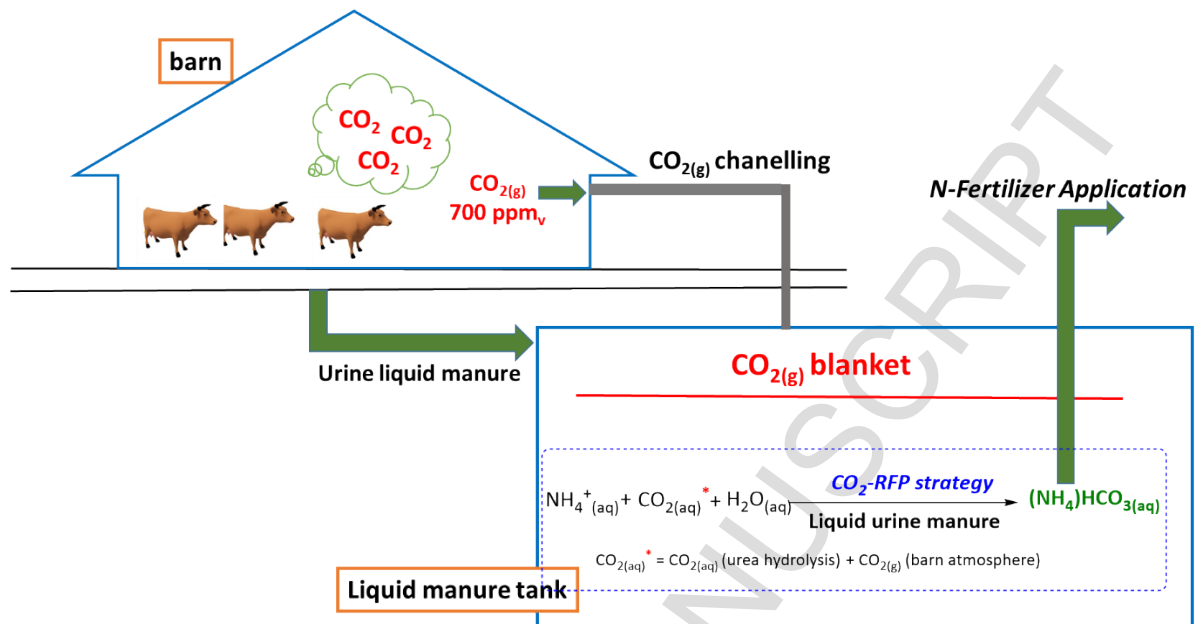 barn
CO₂
CO₂
CO₂
CO₂(g)
700 ppmᵥ
CO₂(g) chanelling
N-Fertilizer Application
Urine liquid manure
CO₂(g) blanket
CO₂-RFP strategy
NH₄⁺(aq) + CO₂(aq)* + H₂O(aq) → (NH₄)HCO₃(aq)
Liquid urine manure
CO₂(aq)* = CO₂(aq) (urea hydrolysis) + CO₂(g) (barn atmosphere)
Liquid manure tank
NUSCRIPT